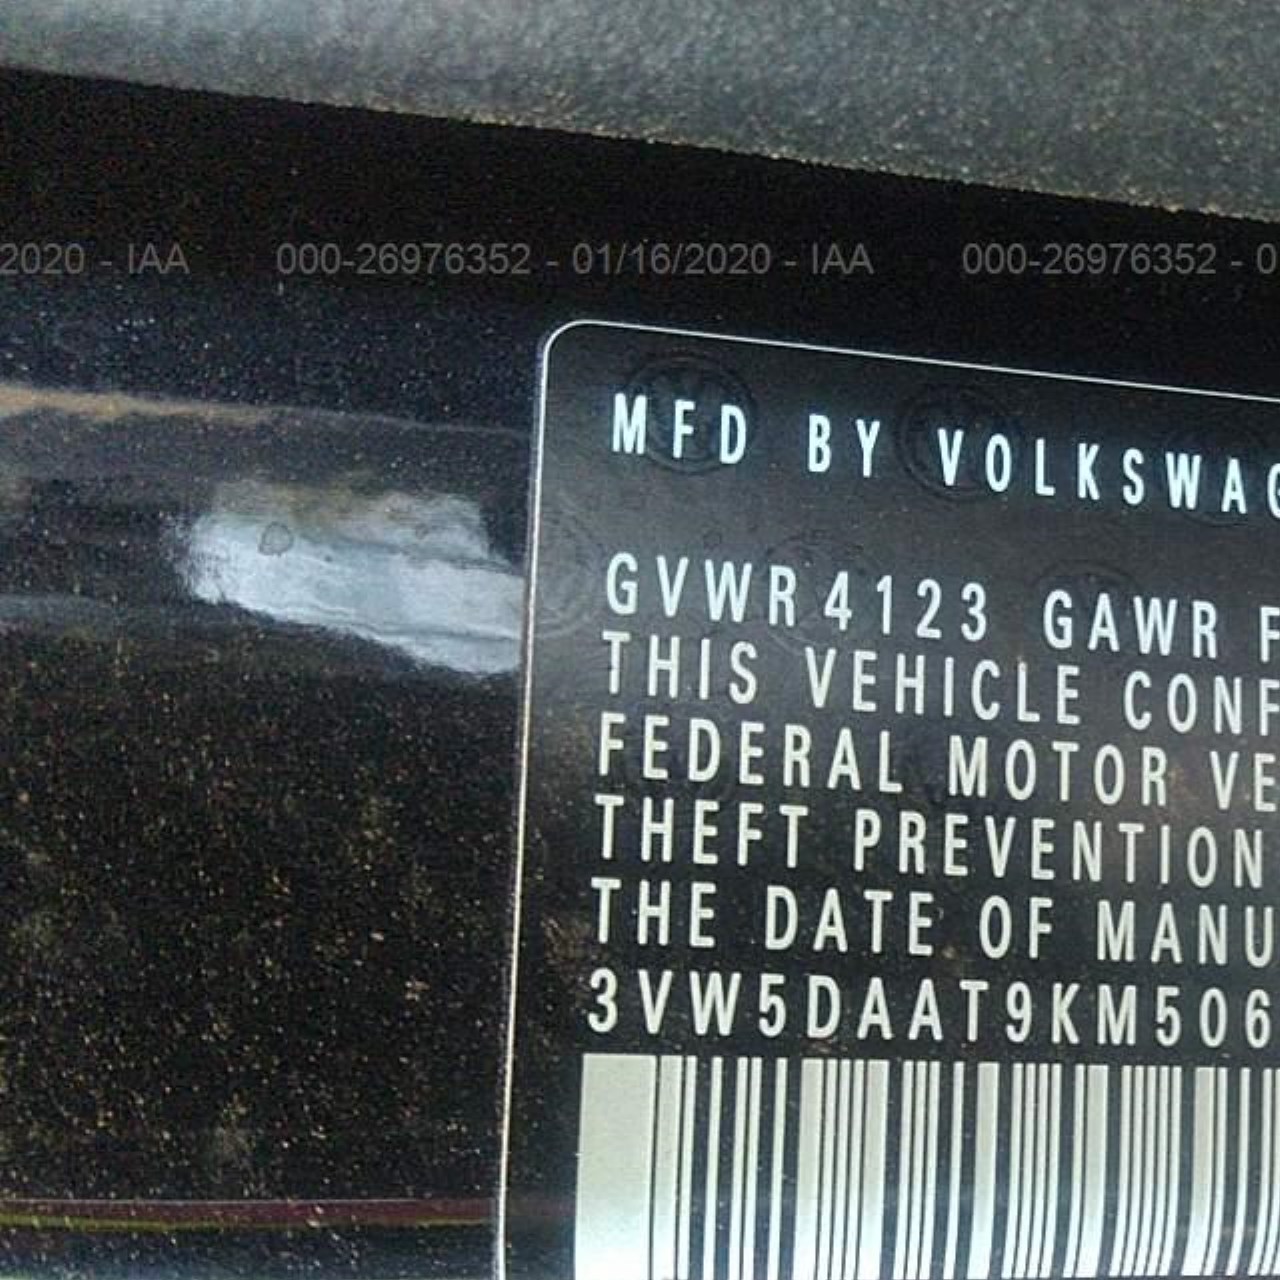 2020 - IAA 000-26976352 - 01/16/2020 - IAA 000-26976352 - 0
MFD BY VOLKSWAG
GVWR 4123 GAWR F
THIS VEHICLE CONF
FEDERAL MOTOR VE
THEFT PREVENTION
THE DATE OF MANU
3VW5DAAT9KM506